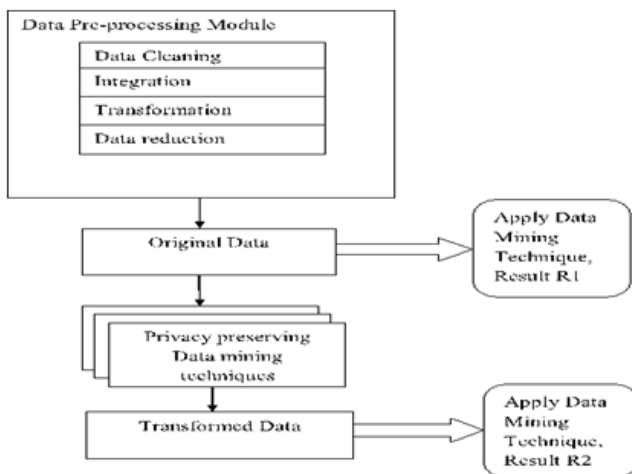 Data Pre-processing Module
Data Cleaning
Integration
Transformation
Data reduction
Original Data
Apply Data
Mining
Technique,
Result R1
Privacy preserving
Data mining
techniques
Transformed Data
Apply Data
Mining
Technique,
Result R2